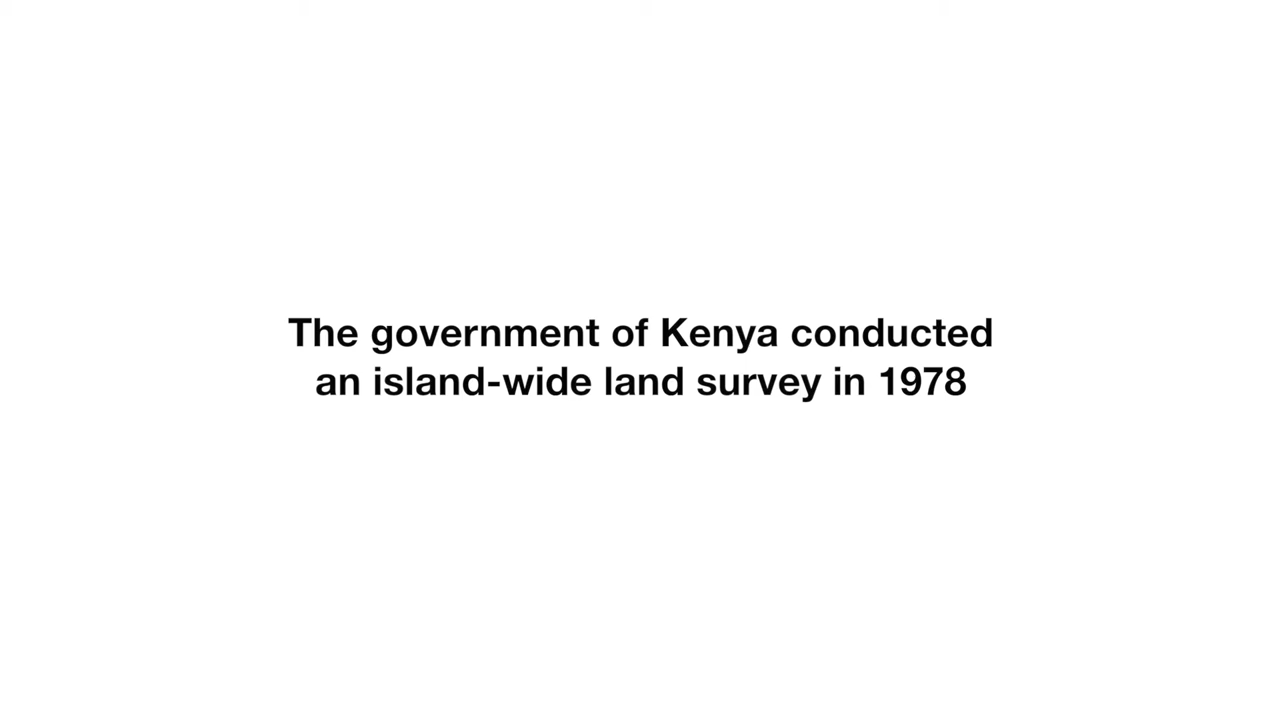 The government of Kenya conducted
an island-wide land survey in 1978